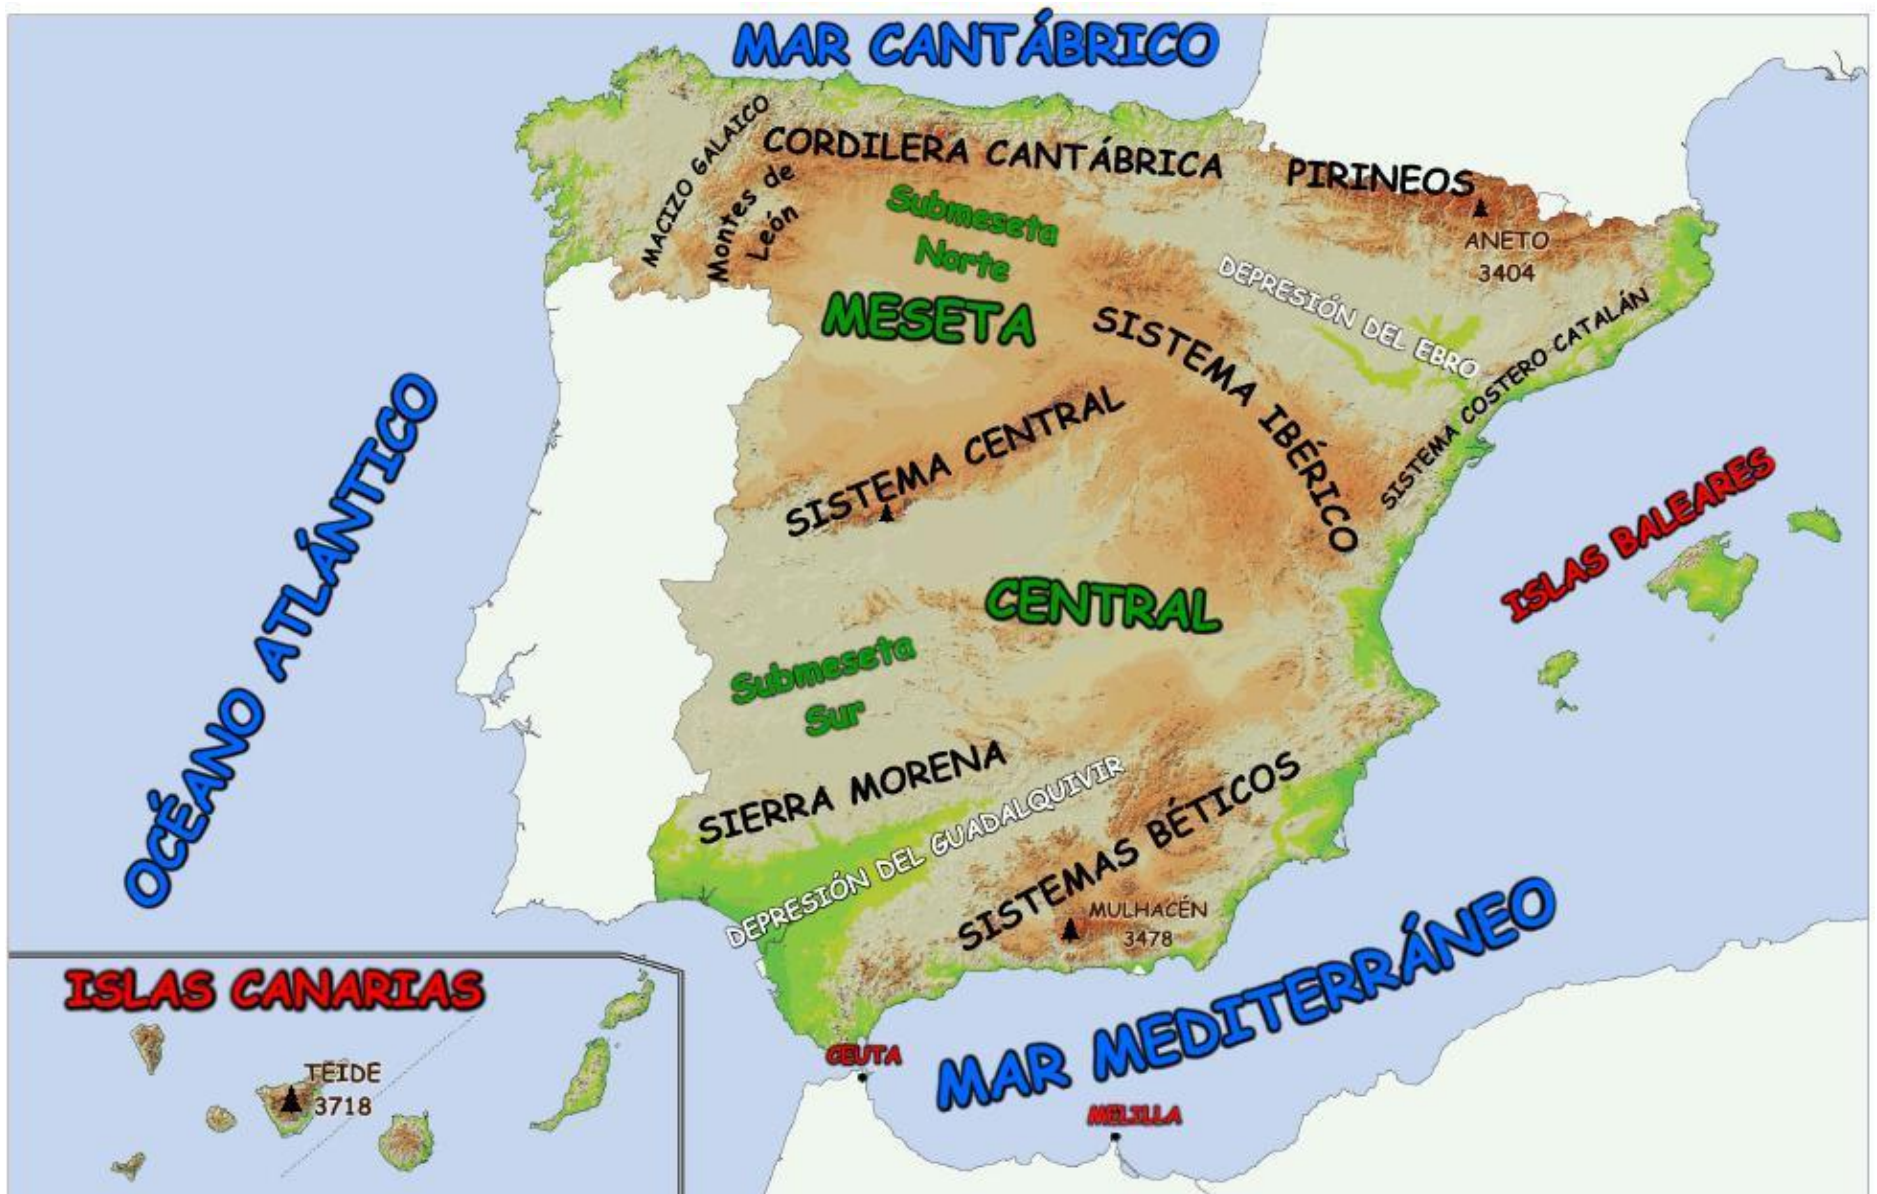 MAR CANTÁBRICO
MACIZO GALAICO
CORDILERA CANTÁBRICA
PIRINEOS
Montes de
León
Submeseta
Norte
ANETO
3404
DEPRESIÓN DEL EBRO
MESETA
SISTEMA IBÉRICO
SISTEMA COSTERO CATALÁN
SISTEMA CENTRAL
OCÉANO ATLÁNTICO
ISLAS BALEARES
CENTRAL
Submeseta
Sur
SIERRA MORENA
DEPRESIÓN DEL GUADALQUIVIR
SISTEMAS BÉTICOS
MULHACÉN
3478
MAR MEDITERRÁNEO
ISLAS CANARIAS
TEIDE
3718
CEUTA
MELILLA